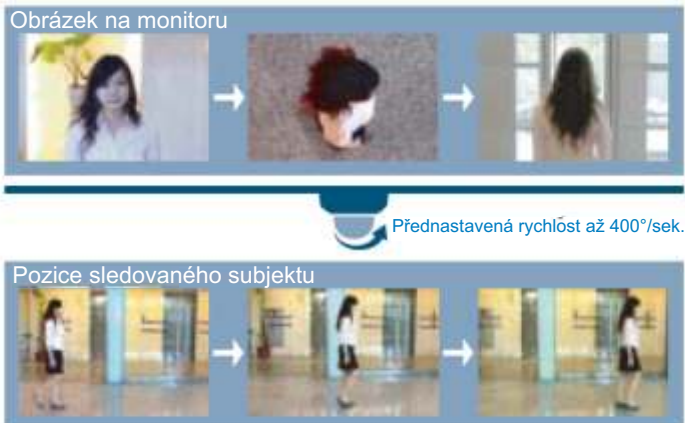 Obrázek na monitoru
Přednastavená rychlost až 400°/sek.
Pozice sledovaného subjektu